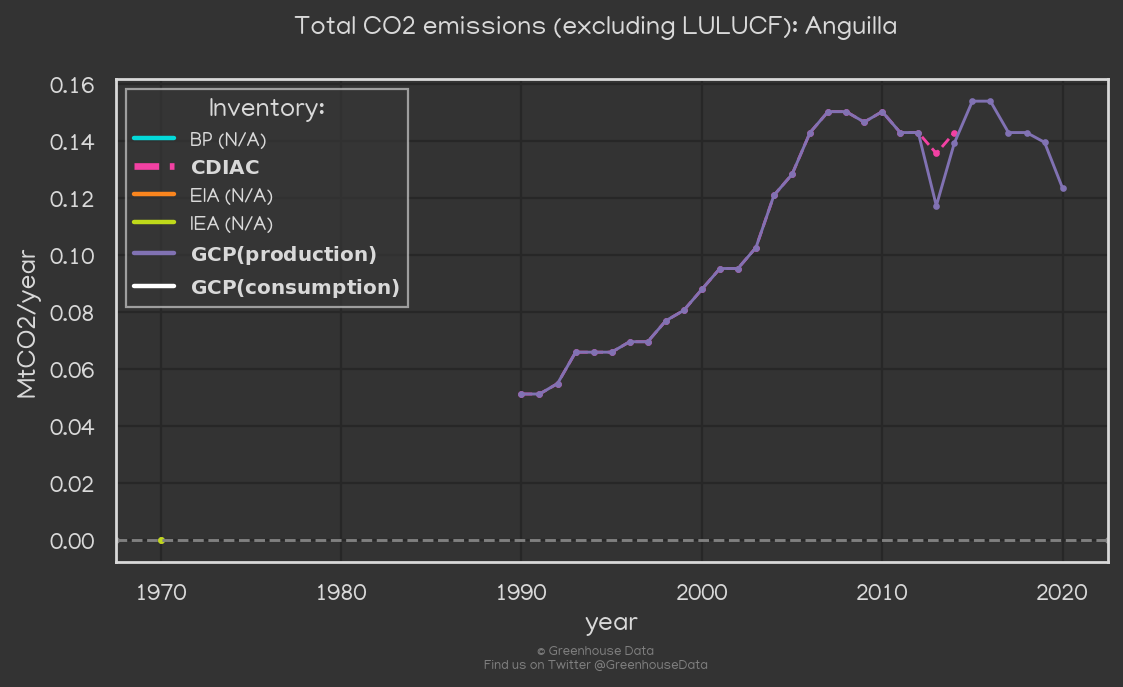 Total CO2 emissions (excluding LULUCF): Anguilla
0.16
0.14
0.12
0.10
0.08
0.06
0.04
0.02
0.00
MtCO2/year
Inventory:
BP (N/A)
CDIAC
EIA (N/A)
IEA (N/A)
GCP(production)
GCP(consumption)
1970 1980 1990 2000 2010 2020
year
© Greenhouse Data
Find us on Twitter @GreenhouseData